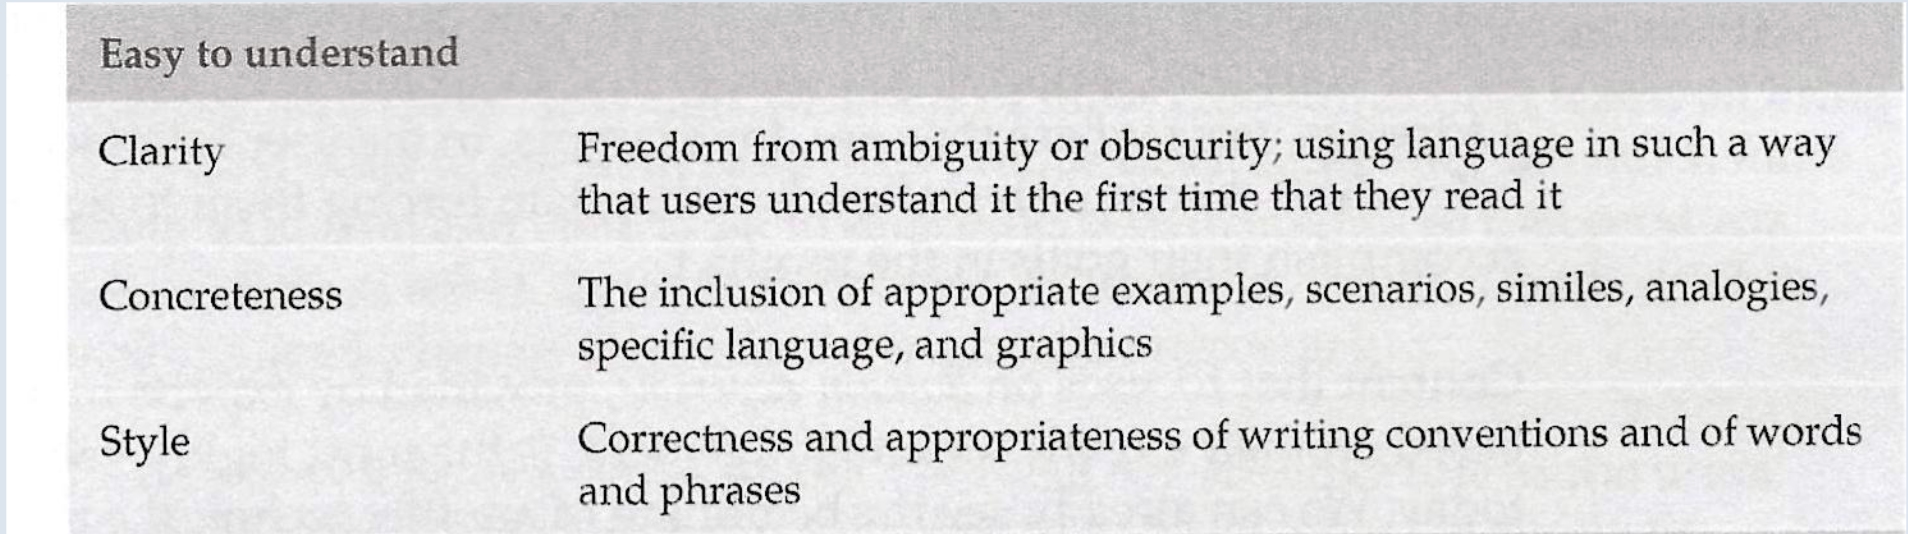 Easy to understand
Clarity
Freedom from ambiguity or obscurity; using language in such a way
that users understand it the first time that they read it
Concreteness
The inclusion of appropriate examples, scenarios, similes, analogies,
specific language, and graphics
Style
Correctness and appropriateness of writing conventions and of words
and phrases